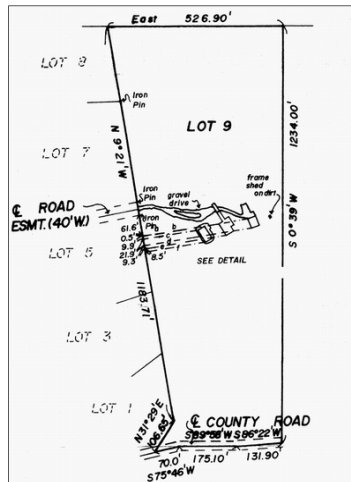 East 526.90'
LOT 8
Iron
Pin
LOT 9
LOT 7
N 9°21'W
1234.00'
S 0°39'W
Iron
Pin
gravel
drive
frame
shed
on dirt
℄ ROAD
ESMT. (40'W.)
Iron
Pin
61.6'
a
b
0.5'
c
9.9'
d
21.9'
e
9.3'
8.5'
f
LOT 5
SEE DETAIL
1183.71'
LOT 3
LOT 1
N31°29'E
106.65'
℄ COUNTY ROAD
S89°58'W S86°22'W
70.0'
175.10'
131.90'
S75°46'W